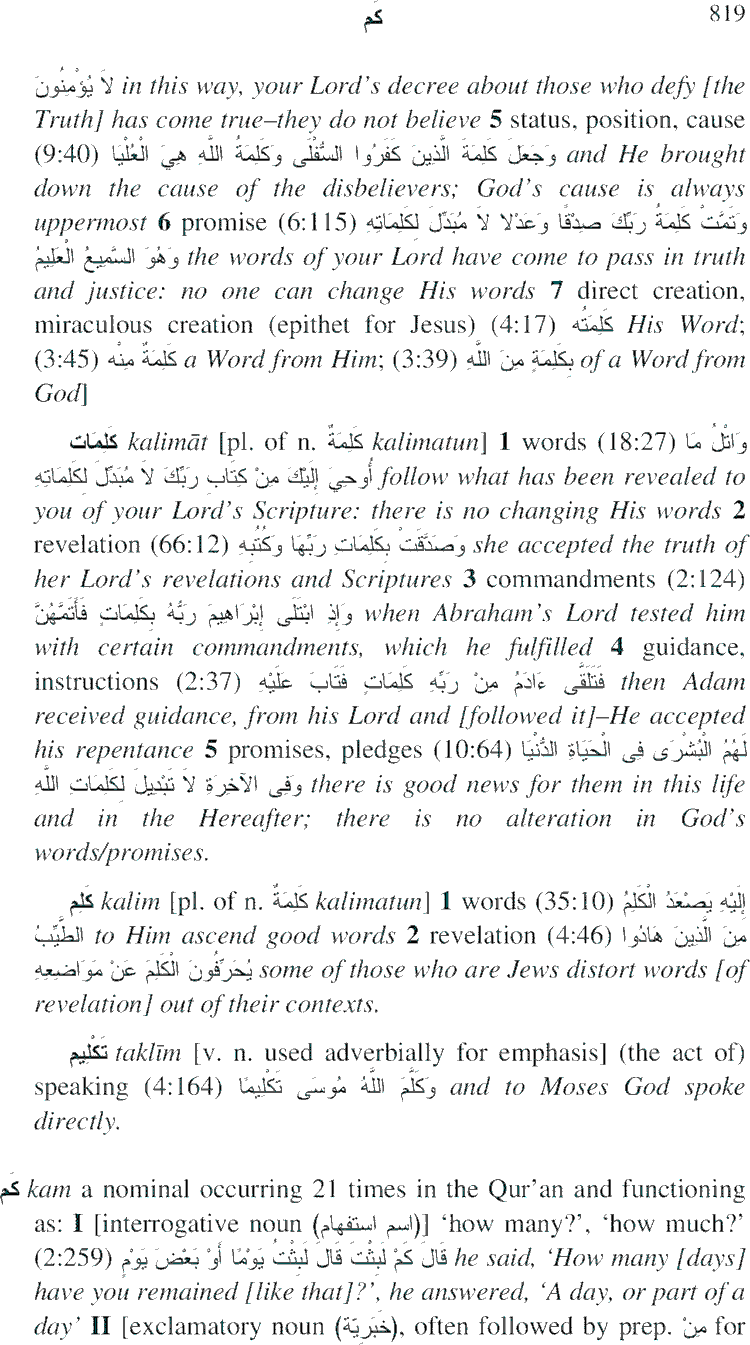 كَم 819
لاَ يُؤْمِنُونَ in this way, your Lord's decree about those who defy [the
Truth] has come true–they do not believe 5 status, position, cause
(9:40) وَجَعَلَ كَلِمَةَ الَّذِينَ كَفَرُوا السُّفْلَى وَكَلِمَةُ اللَّهِ هِيَ الْعُلْيَا and He brought
down the cause of the disbelievers; God's cause is always
uppermost 6 promise (6:115) وَتَمَّتْ كَلِمَةُ رَبِّكَ صِدْقًا وَعَدْلا لاَ مُبَدِّلَ لِكَلِمَاتِهِ
وَهُوَ السَّمِيعُ الْعَلِيمُ the words of your Lord have come to pass in truth
and justice: no one can change His words 7 direct creation,
miraculous creation (epithet for Jesus) (4:17) كَلِمَتُه His Word;
(3:45) كَلِمَةٌ مِنْه a Word from Him; (3:39) بِكَلِمَةٍ مِنَ اللَّهِ of a Word from
God]
كَلِمَات kalimāt [pl. of n. كَلِمَةٌ kalimatun] 1 words (18:27) وَاتْلُ مَا
أُوحِيَ إِلَيْكَ مِنْ كِتَابِ رَبِّكَ لاَ مُبَدِّلَ لِكَلِمَاتِهِ follow what has been revealed to
you of your Lord's Scripture: there is no changing His words 2
revelation (66:12) وَصَدَّقَتْ بِكَلِمَاتِ رَبِّهَا وَكُتُبِهِ she accepted the truth of
her Lord's revelations and Scriptures 3 commandments (2:124)
وَإِذِ ابْتَلَى إِبْرَاهِيمَ رَبُّهُ بِكَلِمَاتٍ فَأَتَمَّهُنَّ when Abraham's Lord tested him
with certain commandments, which he fulfilled 4 guidance,
instructions (2:37) فَتَلَقَّى ءَادَمُ مِنْ رَبِّهِ كَلِمَاتٍ فَتَابَ عَلَيْهِ then Adam
received guidance, from his Lord and [followed it]–He accepted
his repentance 5 promises, pledges (10:64) لَهُمُ الْبُشْرَى فِى الْحَيَاةِ الدُّنْيَا
وَفِى الآخِرَةِ لاَ تَبْدِيلَ لِكَلِمَاتِ اللَّهِ there is good news for them in this life
and in the Hereafter; there is no alteration in God's
words/promises.
كَلِم kalim [pl. of n. كَلِمَةٌ kalimatun] 1 words (35:10) إِلَيْهِ يَصْعَدُ الْكَلِمُ
الطَّيِّبُ to Him ascend good words 2 revelation (4:46) مِنَ الَّذِينَ هَادُوا
يُحَرِّفُونَ الْكَلِمَ عَنْ مَوَاضِعِهِ some of those who are Jews distort words [of
revelation] out of their contexts.
تَكْلِيم taklīm [v. n. used adverbially for emphasis] (the act of)
speaking (4:164) وَكَلَّمَ اللَّهُ مُوسَى تَكْلِيمًا and to Moses God spoke
directly.
كَم kam a nominal occurring 21 times in the Qur'an and functioning
as: I [interrogative noun (اسم استفهام)] 'how many?', 'how much?'
(2:259) قَالَ كَمْ لَبِثْتَ قَالَ لَبِثْتُ يَوْمًا أَوْ بَعْضَ يَوْمٍ he said, 'How many [days]
have you remained [like that]?', he answered, 'A day, or part of a
day' II [exclamatory noun (خَبَرِيّة), often followed by prep. مِنْ for